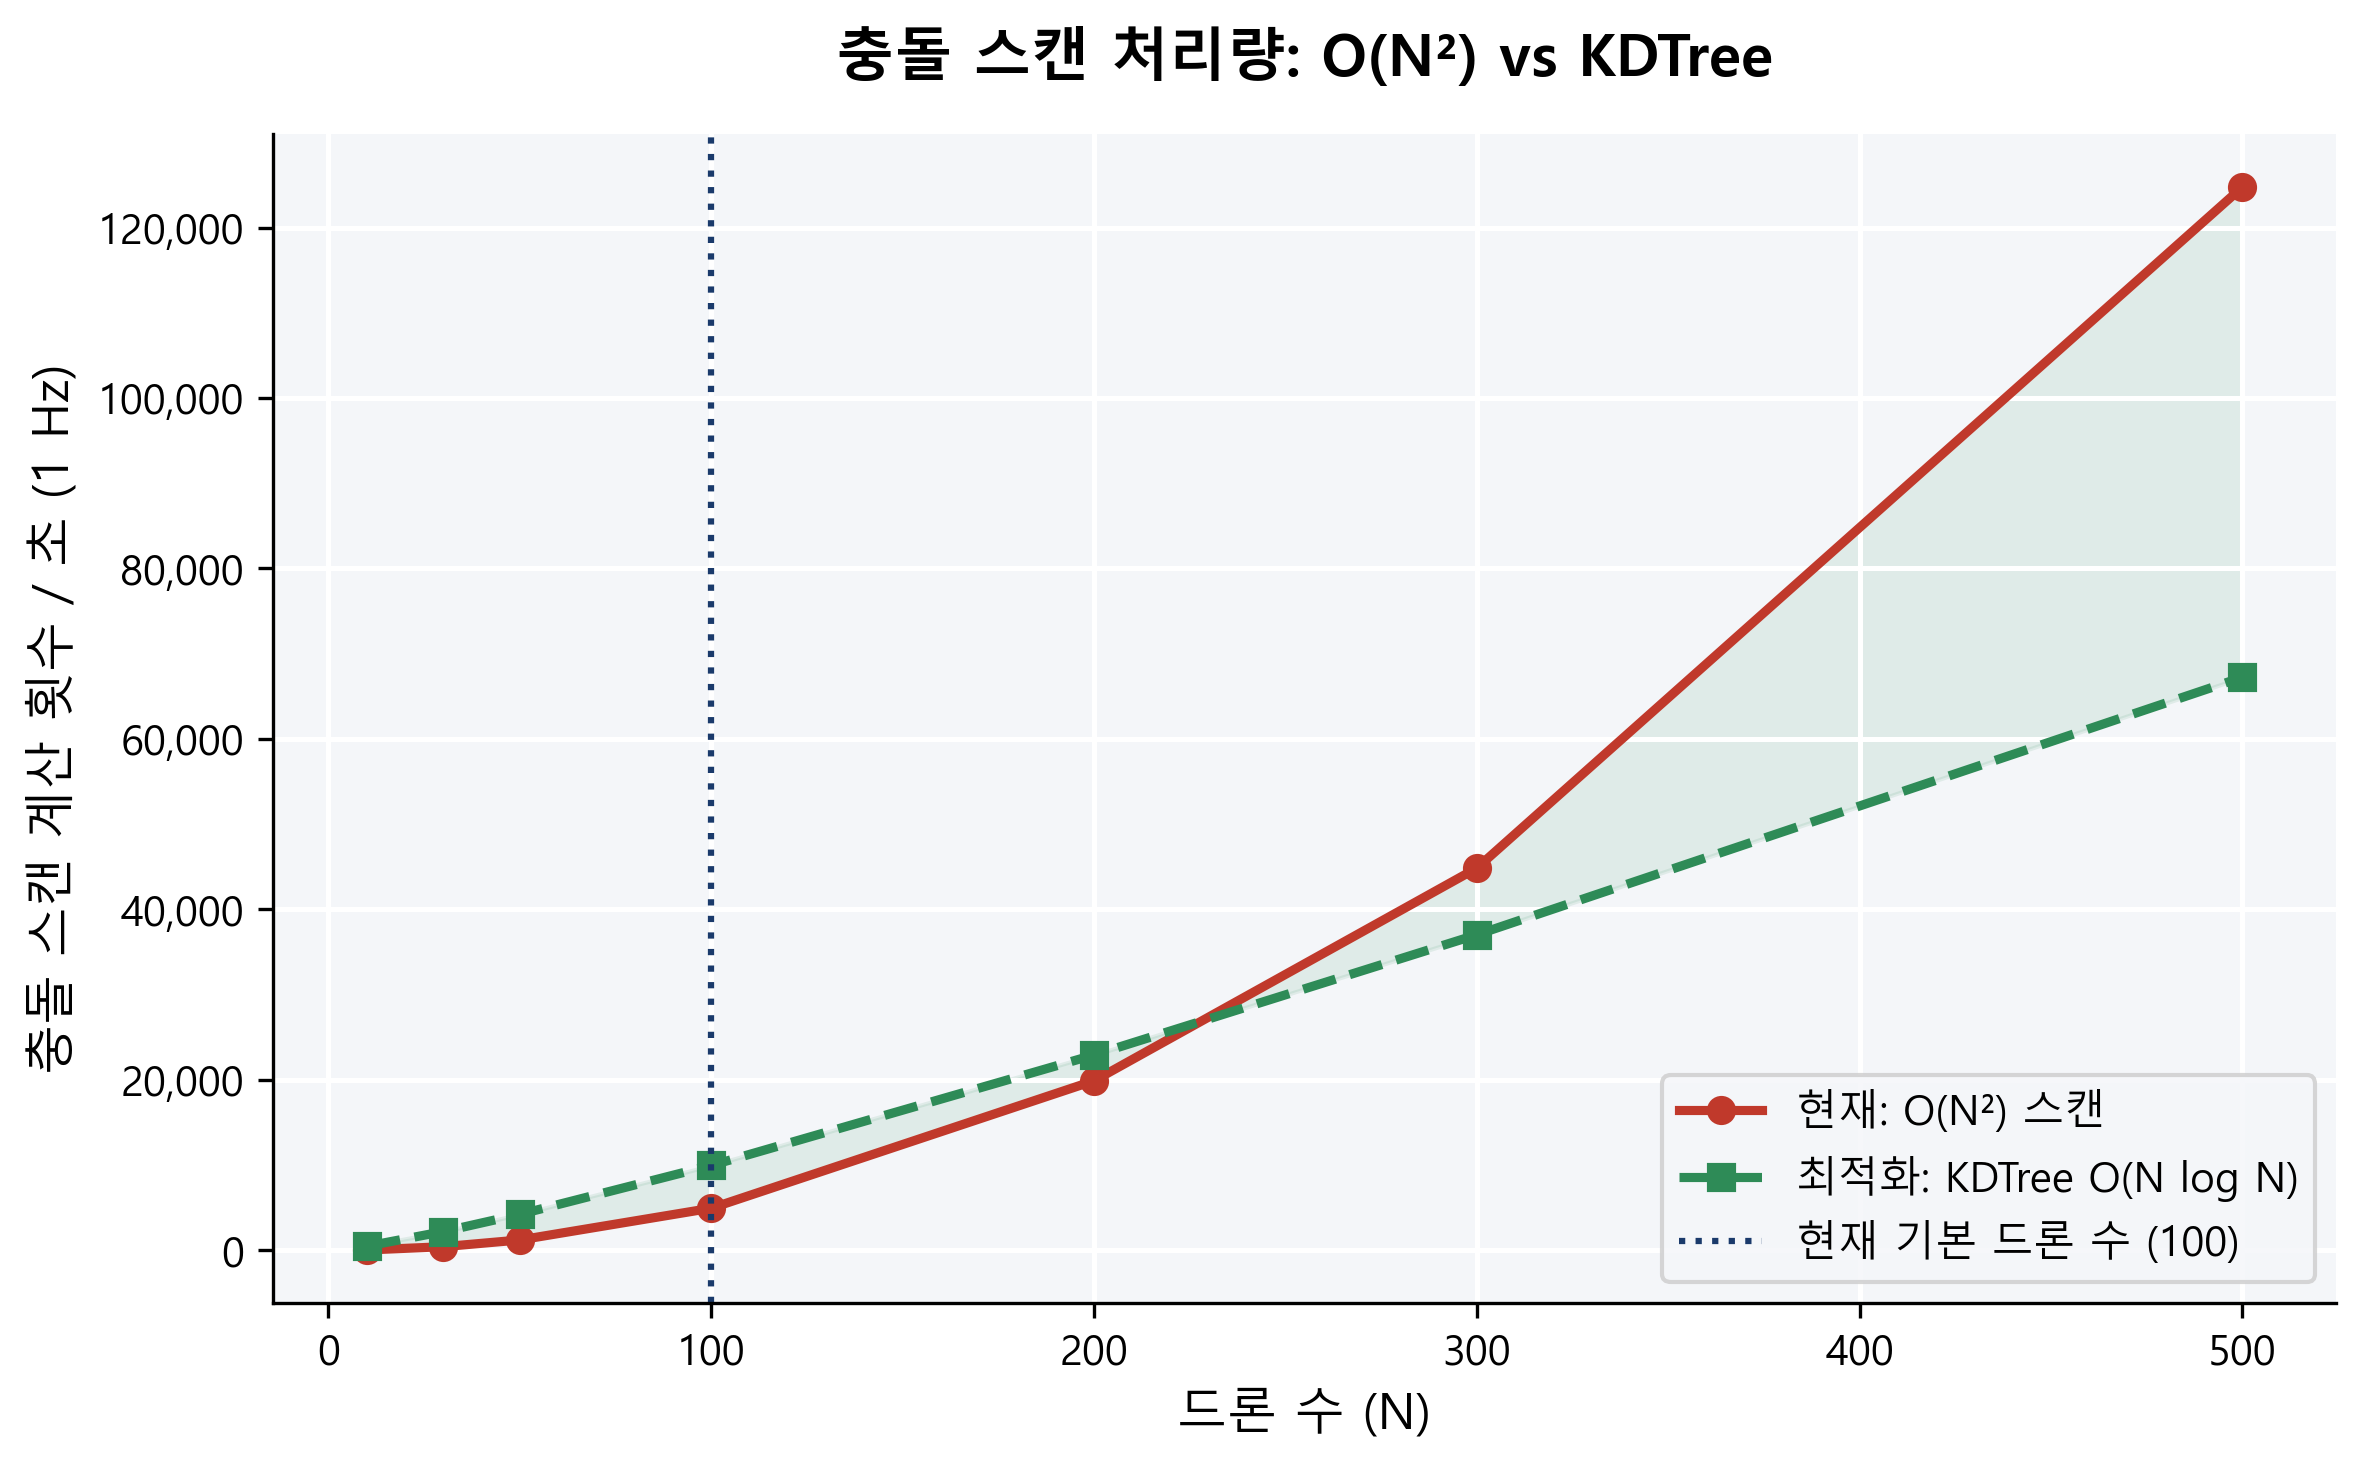 충돌 스캔 처리량: O(N²) vs KDTree
충돌 스캔 계산 횟수 / 초 (1 Hz)
120,000
100,000
80,000
60,000
40,000
20,000
0
0 100 200 300 400 500
드론 수 (N)
현재: O(N²) 스캔
최적화: KDTree O(N log N)
현재 기본 드론 수 (100)